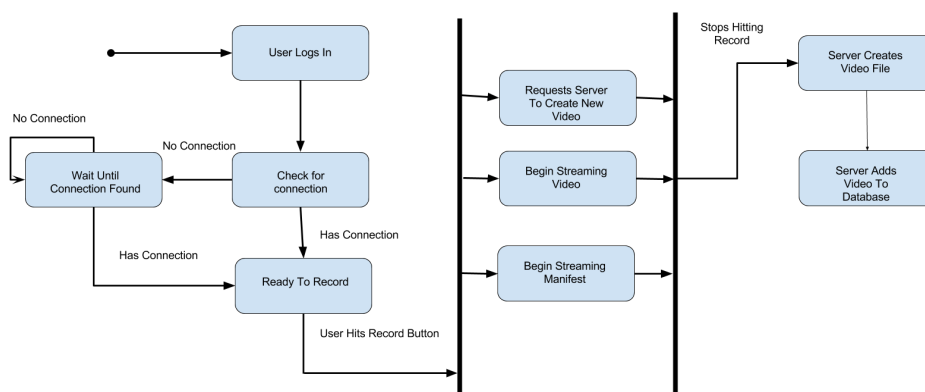 User Logs In
No Connection
No Connection
Wait Until
Connection Found
Check for
connection
Has Connection
Has Connection
Ready To Record
User Hits Record Button
Requests Server
To Create New
Video
Begin Streaming
Video
Begin Streaming
Manifest
Stops Hitting
Record
Server Creates
Video File
Server Adds
Video To
Database